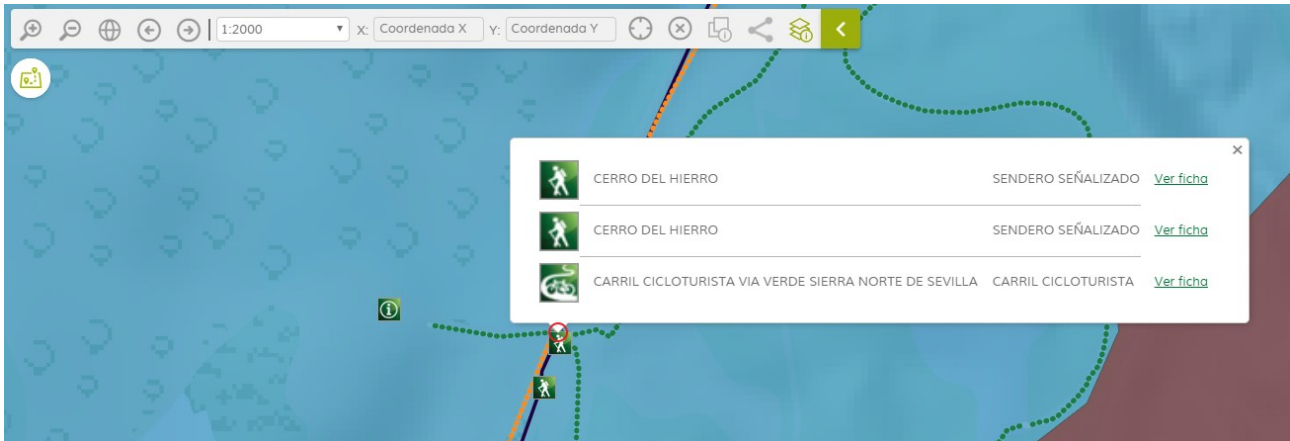 1:2000 X: Coordenada X Y: Coordenada Y
CERRO DEL HIERRO SENDERO SEÑALIZADO Ver ficha
CERRO DEL HIERRO SENDERO SEÑALIZADO Ver ficha
CARRIL CICLOTURISTA VIA VERDE SIERRA NORTE DE SEVILLA CARRIL CICLOTURISTA Ver ficha